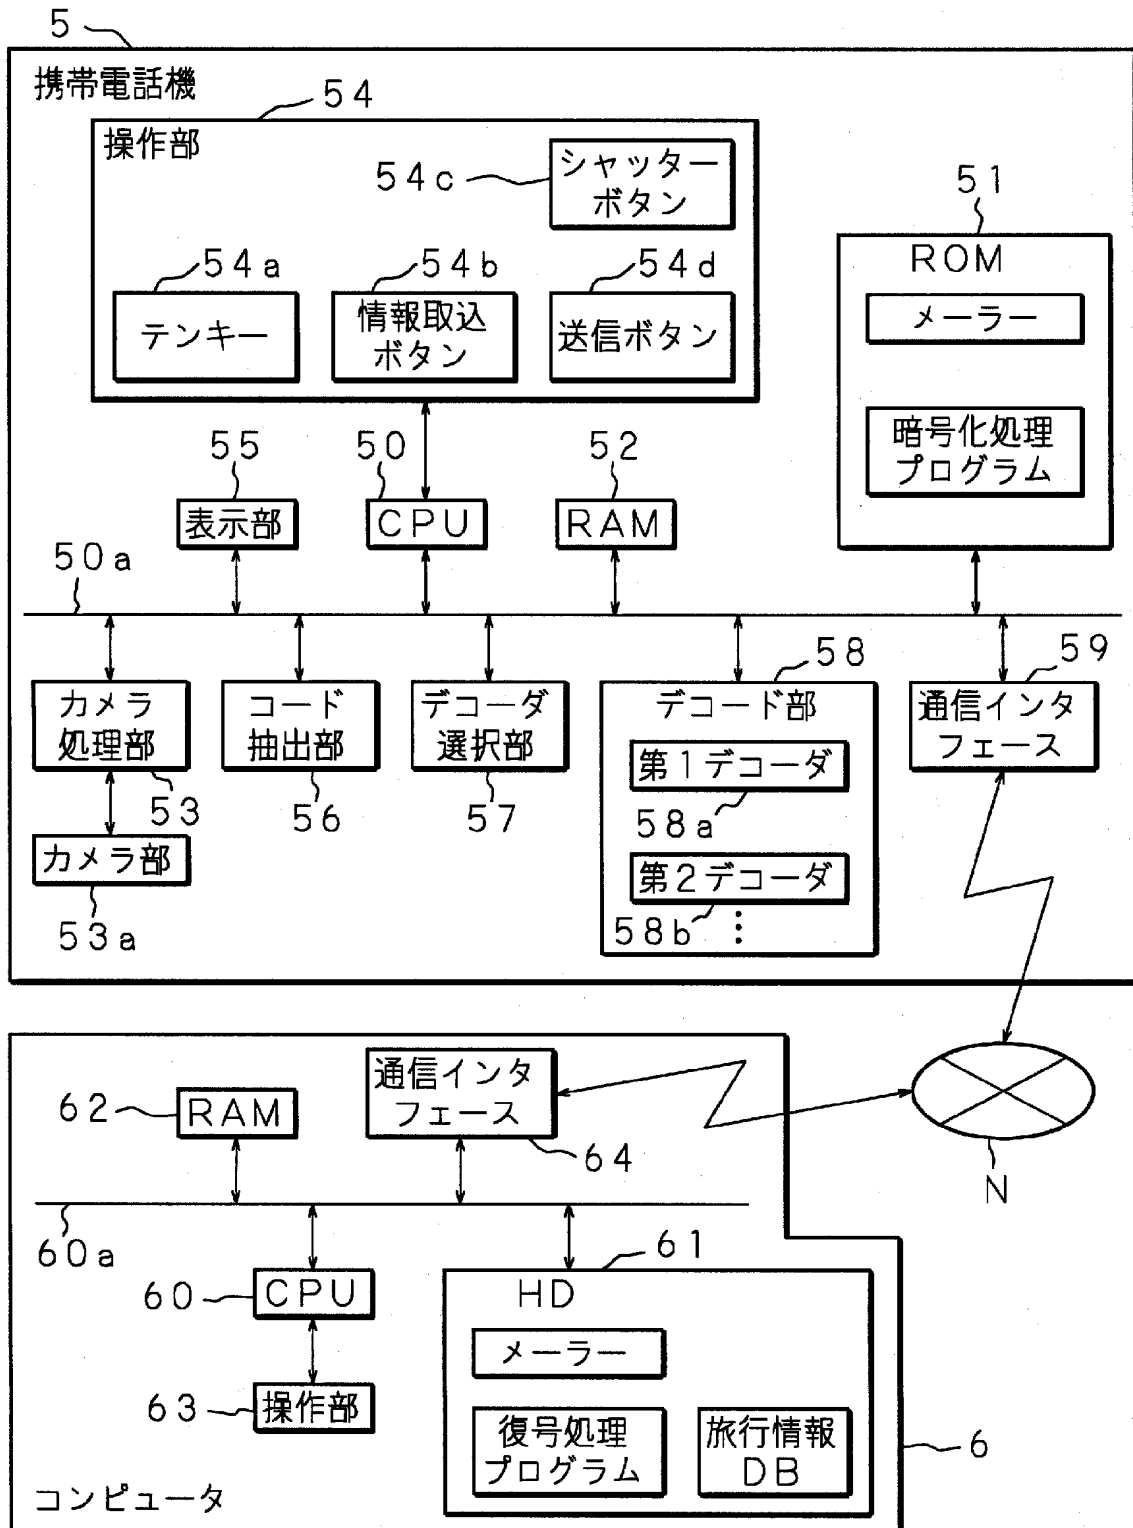 5
携帯電話機
54
操作部
54c
シャッター
ボタン
51
ROM
メーラー
暗号化処理
プログラム
54a
テンキー
54b
情報取込
ボタン
54d
送信ボタン
55
表示部
50
CPU
52
RAM
50a
カメラ
処理部
53
カメラ部
53a
コード
抽出部
56
デコーダ
選択部
57
58
デコード部
第1デコーダ
58a
第2デコーダ
58b
⋮
59
通信インタ
フェース
62
RAM
通信インタ
フェース
64
N
60a
60
CPU
63
操作部
61
HD
メーラー
復号処理
プログラム
旅行情報
DB
6
コンピュータ